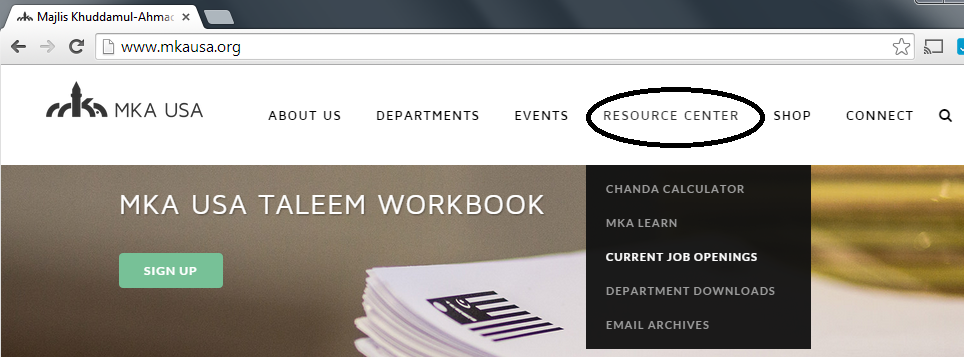 Majlis Khuddamul-Ahmad
www.mkausa.org
MKA USA
ABOUT US DEPARTMENTS EVENTS RESOURCE CENTER SHOP CONNECT
MKA USA TALEEM WORKBOOK
SIGN UP
CHANDA CALCULATOR
MKA LEARN
CURRENT JOB OPENINGS
DEPARTMENT DOWNLOADS
EMAIL ARCHIVES